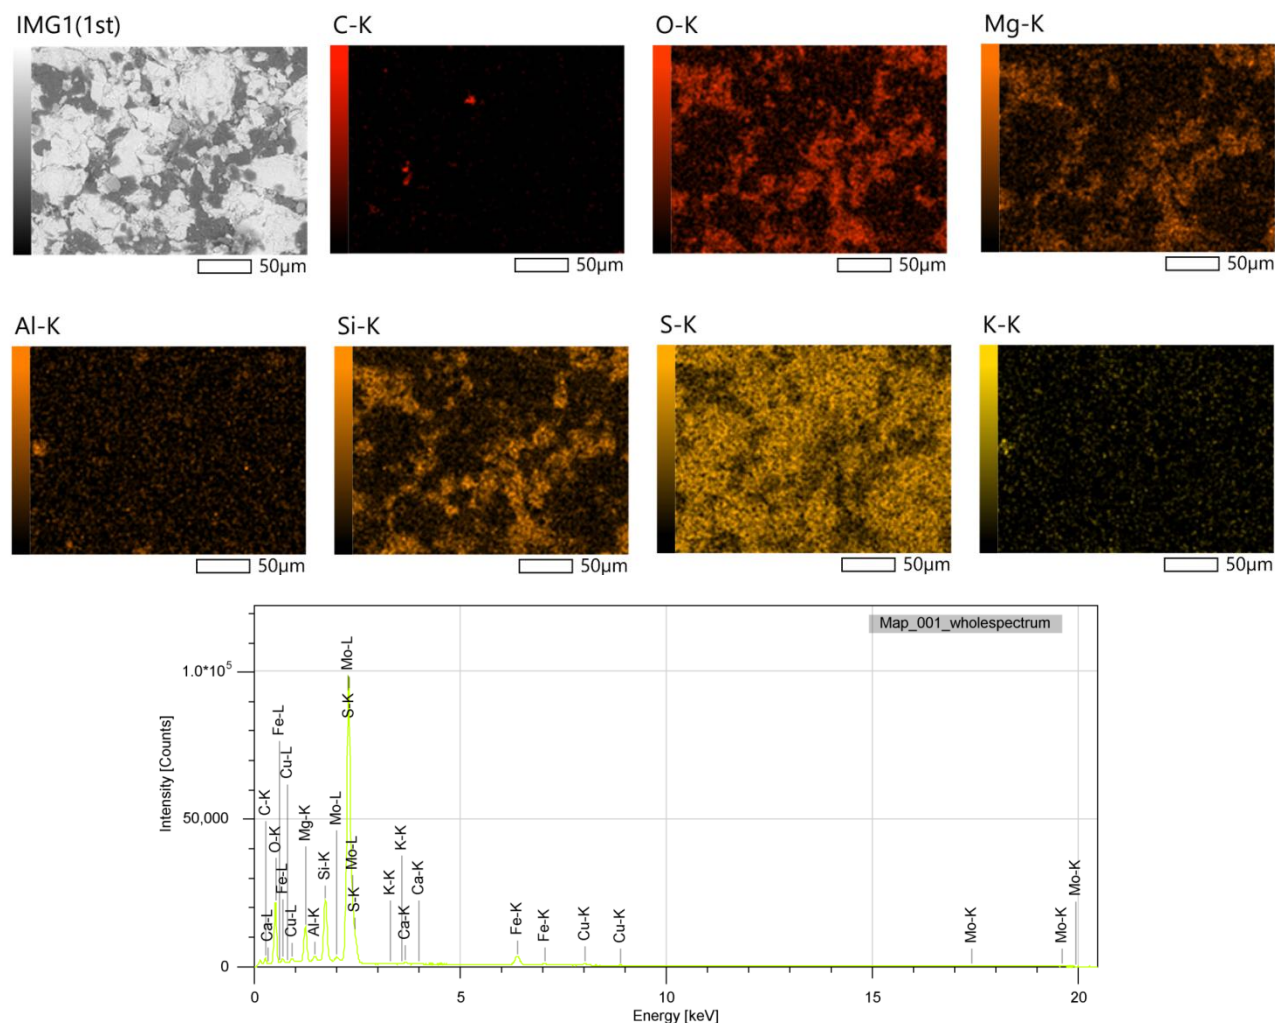 IMG1(1st)
C-K
O-K
Mg-K
50μm
50μm
50μm
50μm
Al-K
Si-K
S-K
K-K
50μm
50μm
50μm
50μm
Map_001_wholespectrum
Intensity [Counts]
1.0*10⁵
50,000
0
C-K
Ca-L
O-K
Fe-L
Fe-L
Cu-L
Cu-L
Mg-K
Al-K
Si-K
Mo-L
Mo-L
S-K
Mo-L
S-K
K-K
K-K
Ca-K
Ca-K
Fe-K
Fe-K
Cu-K
Cu-K
Mo-K
Mo-K
Mo-K
0
5
10
15
20
Energy [keV]